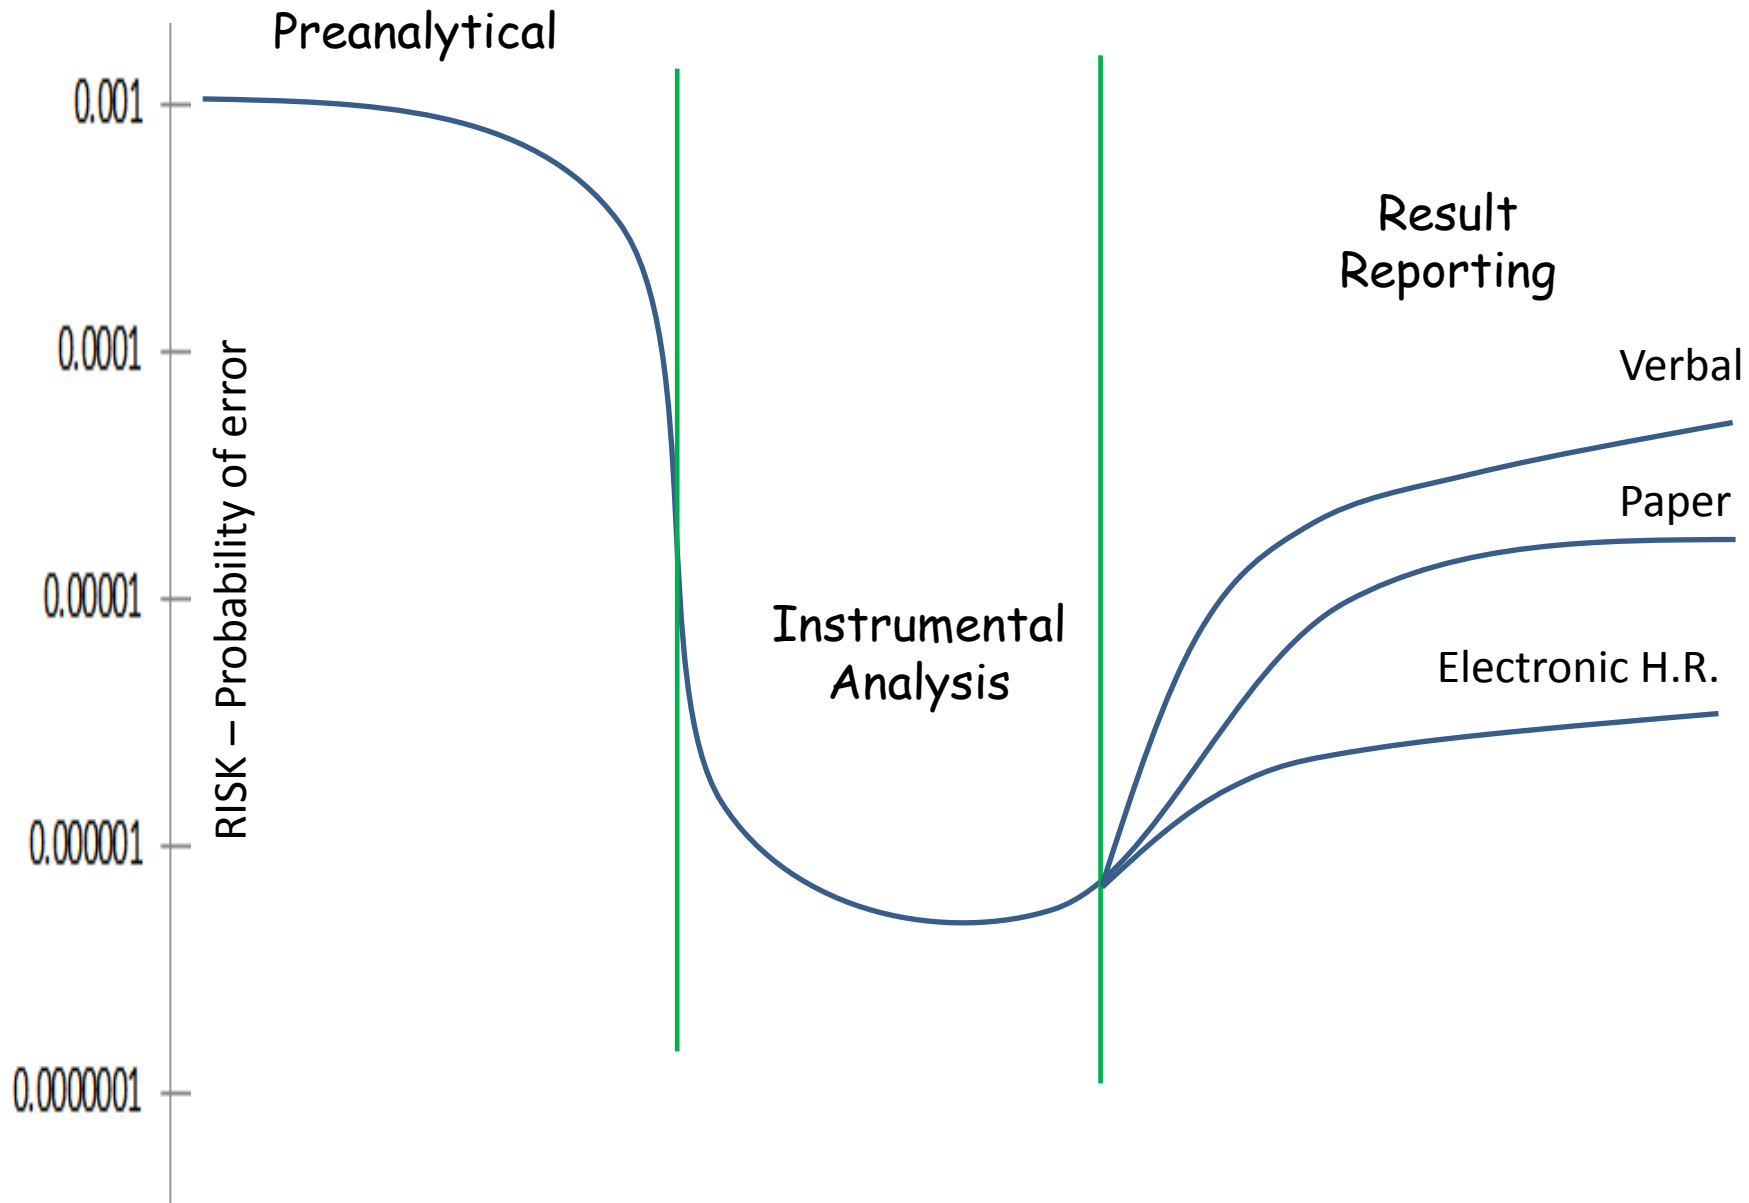 Preanalytical
0.001
0.0001
0.00001
0.000001
0.0000001
RISK – Probability of error
Instrumental
Analysis
Result
Reporting
Verbal
Paper
Electronic H.R.